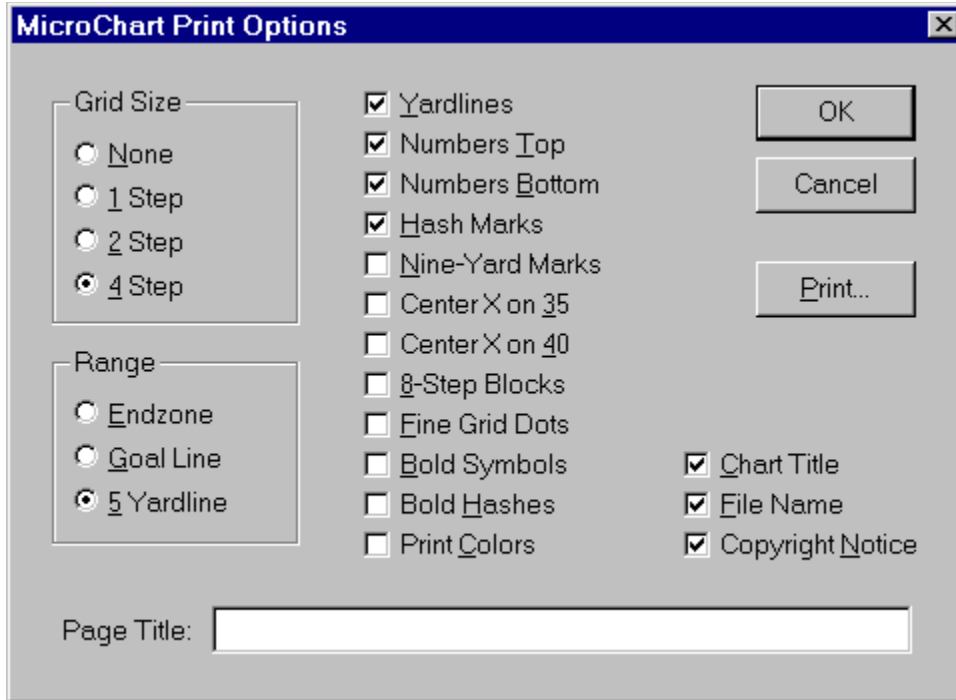 MicroChart Print Options
Grid Size
None
1 Step
2 Step
4 Step
Range
Endzone
Goal Line
5 Yardline
Yardlines
Numbers Top
Numbers Bottom
Hash Marks
Nine-Yard Marks
Center X on 35
Center X on 40
8-Step Blocks
Fine Grid Dots
Bold Symbols
Bold Hashes
Print Colors
OK
Cancel
Print...
Chart Title
File Name
Copyright Notice
Page Title: